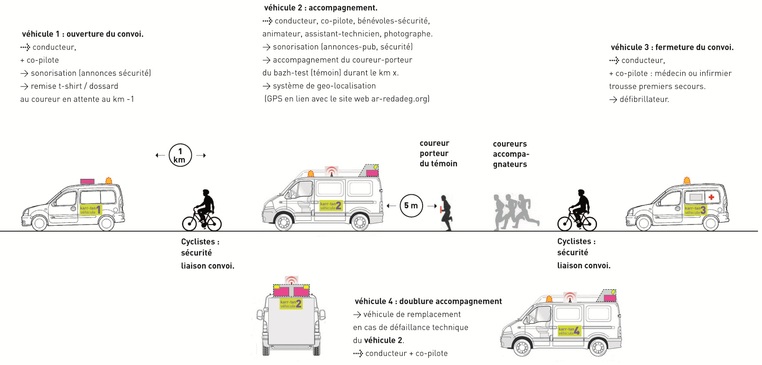 véhicule 1 : ouverture du convoi.
conducteur,
+ co-pilote
sonorisation (annonces sécurité)
remise t-shirt / dossard
au coureur en attente au km -1
véhicule 2 : accompagnement.
conducteur, co-pilote, bénévoles-sécurité,
animateur, assistant-technicien, photographe.
sonorisation (annonces-pub, sécurité)
accompagnement du coureur-porteur
du bazh-test (témoin) durant le km x.
système de geo-localisation
(GPS en lien avec le site web ar-redadeg.org)
véhicule 3 : fermeture du convoi.
conducteur,
+ co-pilote : médecin ou infirmier
trousse premiers secours.
défibrillateur.
1
km
coureur
porteur
du témoin
coureurs
accompa-
gnateurs
1
2
5 m
3
Cyclistes :
sécurité
liaison convoi.
Cyclistes :
sécurité
liaison convoi.
2
véhicule 4 : doublure accompagnement
véhicule de remplacement
en cas de défaillance technique
du véhicule 2.
conducteur + co-pilote
4